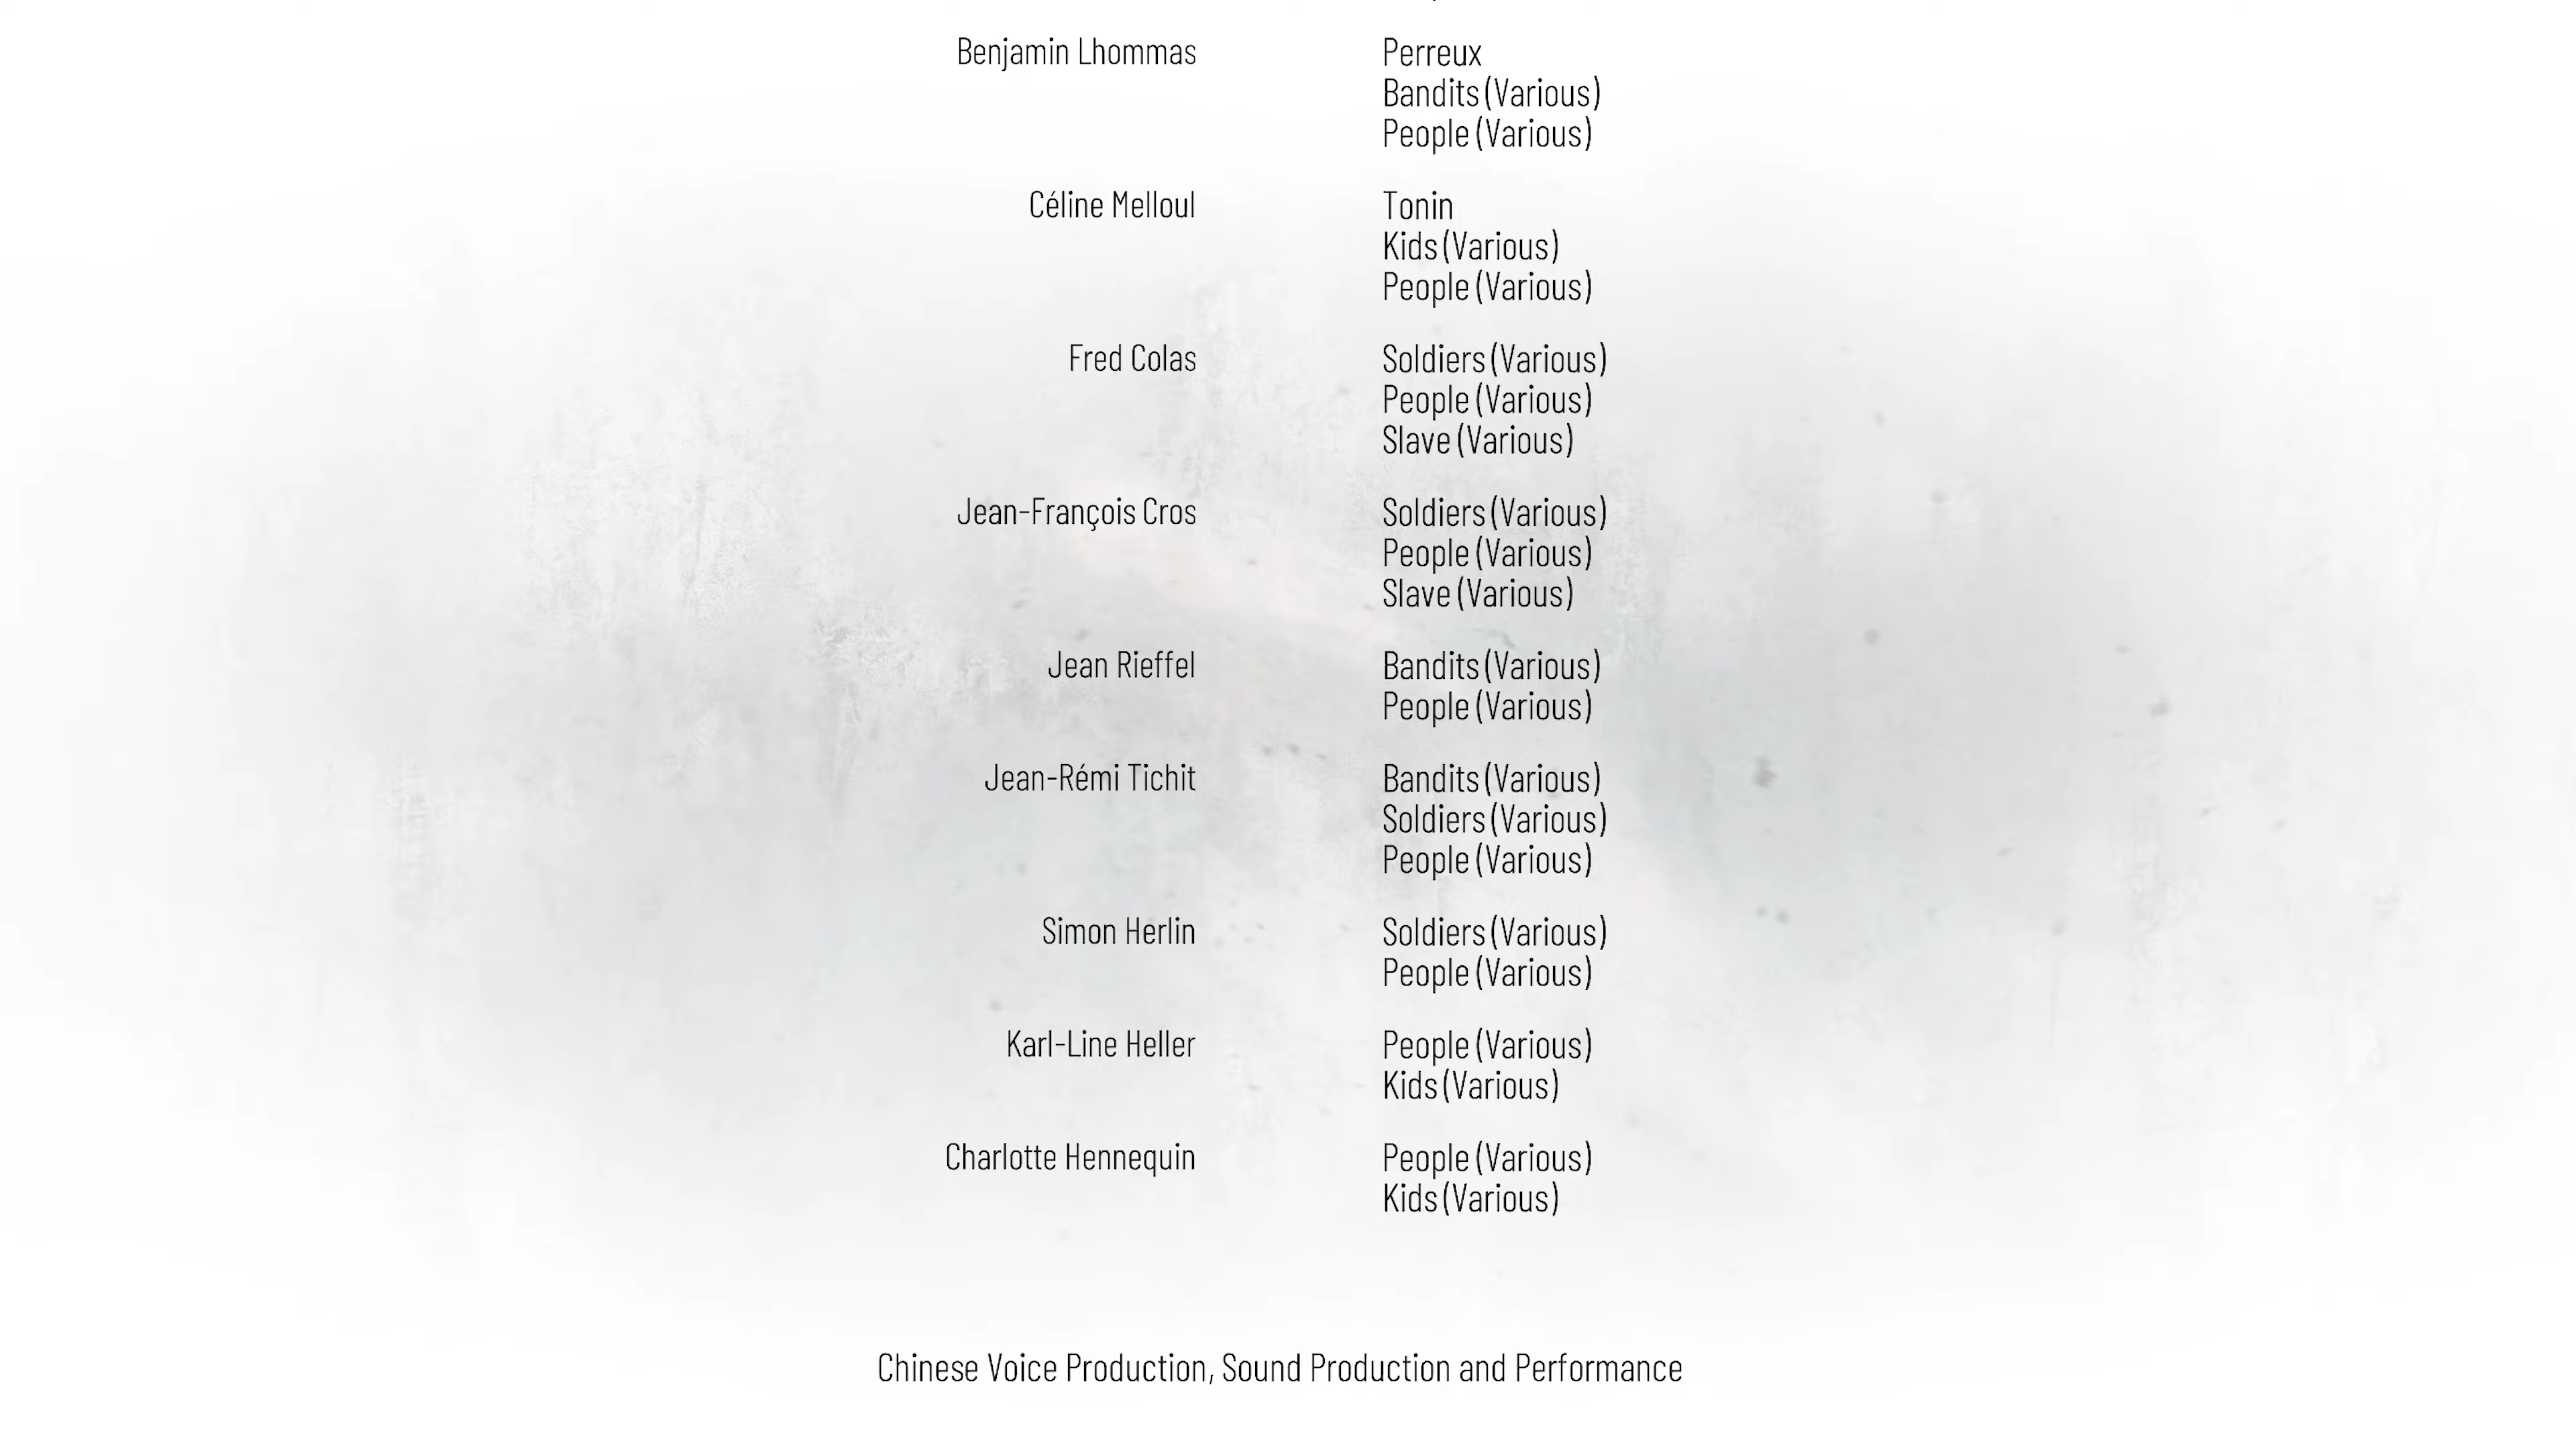 Benjamin Lhommas Perreux
Bandits (Various)
People (Various)
Céline Melloul Tonin
Kids (Various)
People (Various)
Fred Colas Soldiers (Various)
People (Various)
Slave (Various)
Jean-François Cros Soldiers (Various)
People (Various)
Slave (Various)
Jean Rieffel Bandits (Various)
People (Various)
Jean-Rémi Tichit Bandits (Various)
Soldiers (Various)
People (Various)
Simon Herlin Soldiers (Various)
People (Various)
Karl-Line Heller People (Various)
Kids (Various)
Charlotte Hennequin People (Various)
Kids (Various)
Chinese Voice Production, Sound Production and Performance